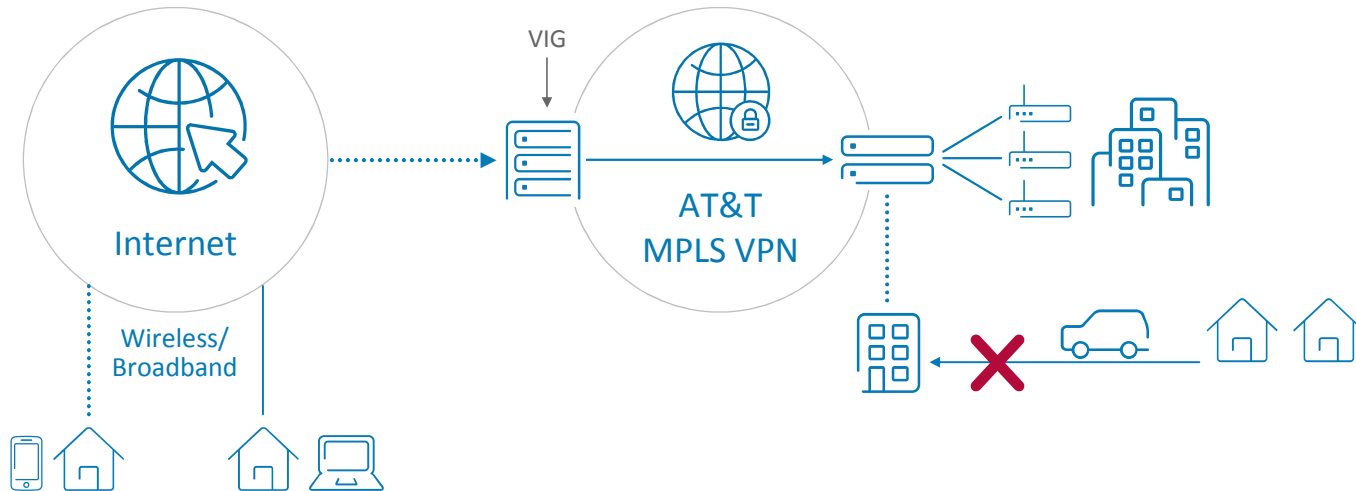 VIG
Internet
AT&T
MPLS VPN
Wireless/
Broadband